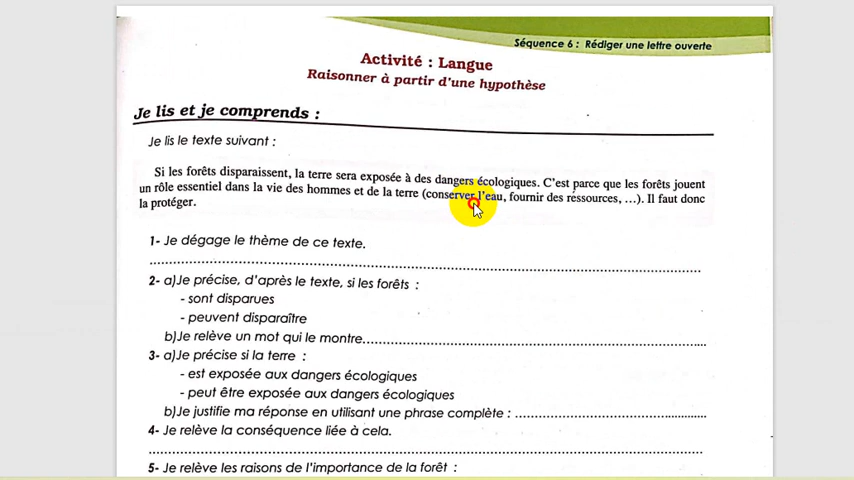 Séquence 6 : Rédiger une lettre ouverte
Activité : Langue
Raisonner à partir d'une hypothèse
Je lis et je comprends :
Je lis le texte suivant :
Si les forêts disparaissent, la terre sera exposée à des dangers écologiques. C'est parce que les forêts jouent
un rôle essentiel dans la vie des hommes et de la terre (conserver l'eau, fournir des ressources, ...). Il faut donc
la protéger.
1- Je dégage le thème de ce texte.
2- a)Je précise, d'après le texte, si les forêts :
- sont disparues
- peuvent disparaître
b)Je relève un mot qui le montre
3- a)Je précise si la terre :
- est exposée aux dangers écologiques
- peut être exposée aux dangers écologiques
b)Je justifie ma réponse en utilisant une phrase complète :
4- Je relève la conséquence liée à cela.
5- Je relève les raisons de l'importance de la forêt :